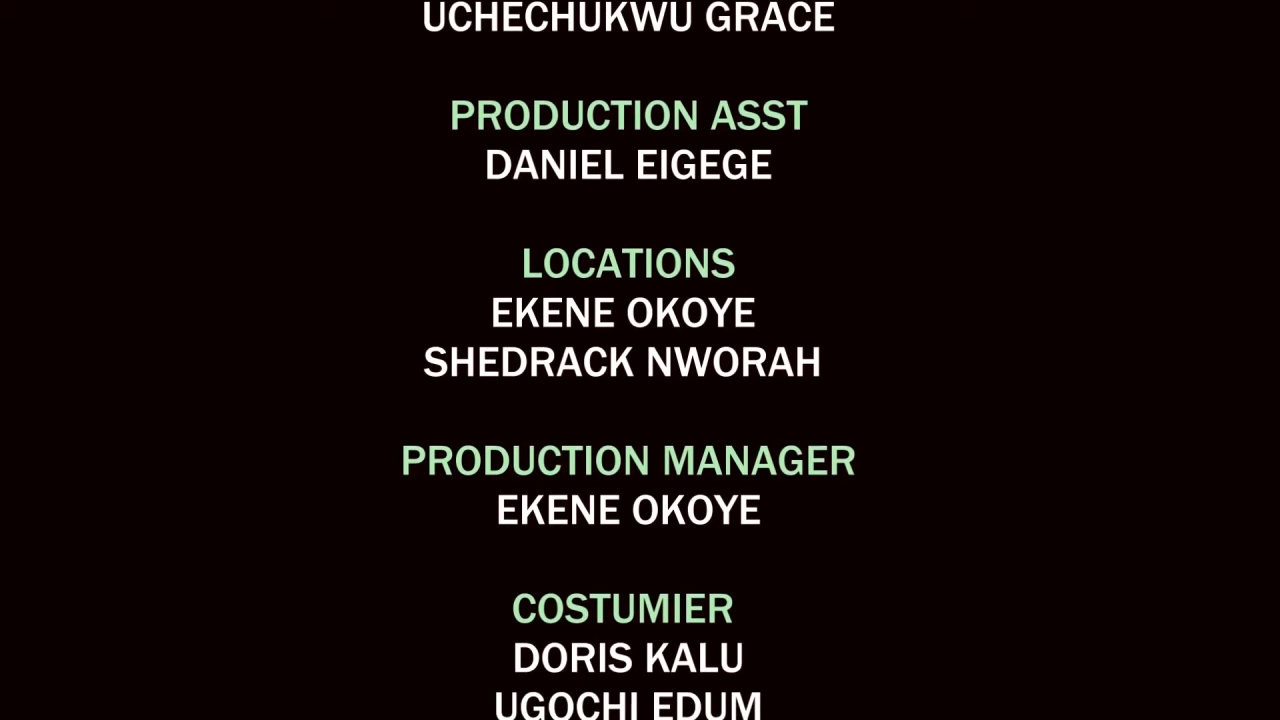 UCHECHUKWU GRACE
PRODUCTION ASST
DANIEL EIGEGE
LOCATIONS
EKENE OKOYE
SHEDRACK NWORAH
PRODUCTION MANAGER
EKENE OKOYE
COSTUMIER
DORIS KALU
UGOCHI EDUM